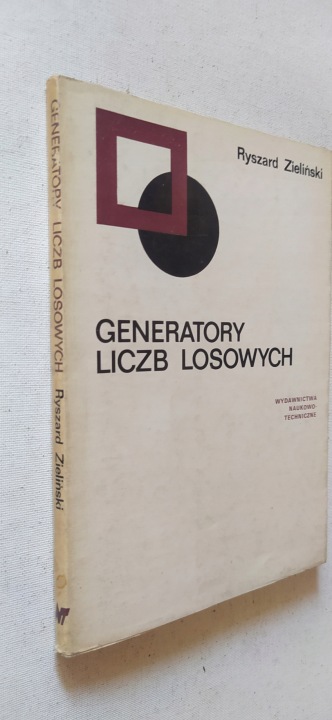 Ryszard Zieliński
GENERATORY
LICZB LOSOWYCH
WYDAWNICTWA
NAUKOWO-
TECHNICZNE
GENERATORY LICZB LOSOWYCH Ryszard Zieliński